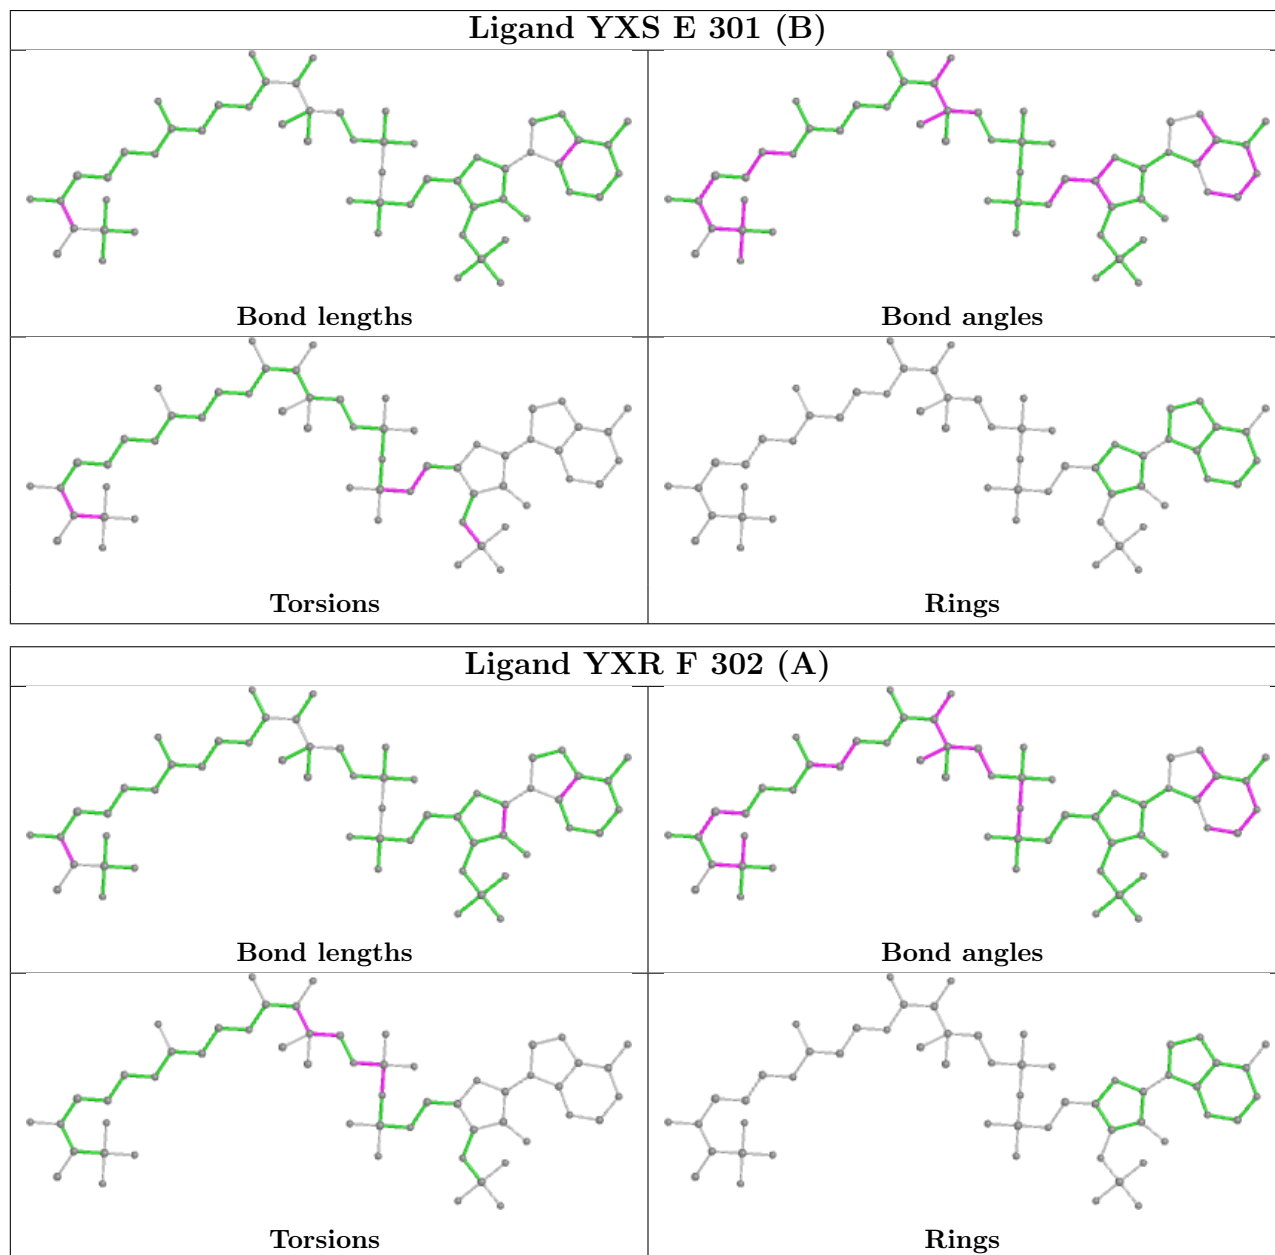 Ligand YXS E 301 (B)
Bond lengths
Bond angles
Torsions
Rings
Ligand YXR F 302 (A)
Bond lengths
Bond angles
Torsions
Rings